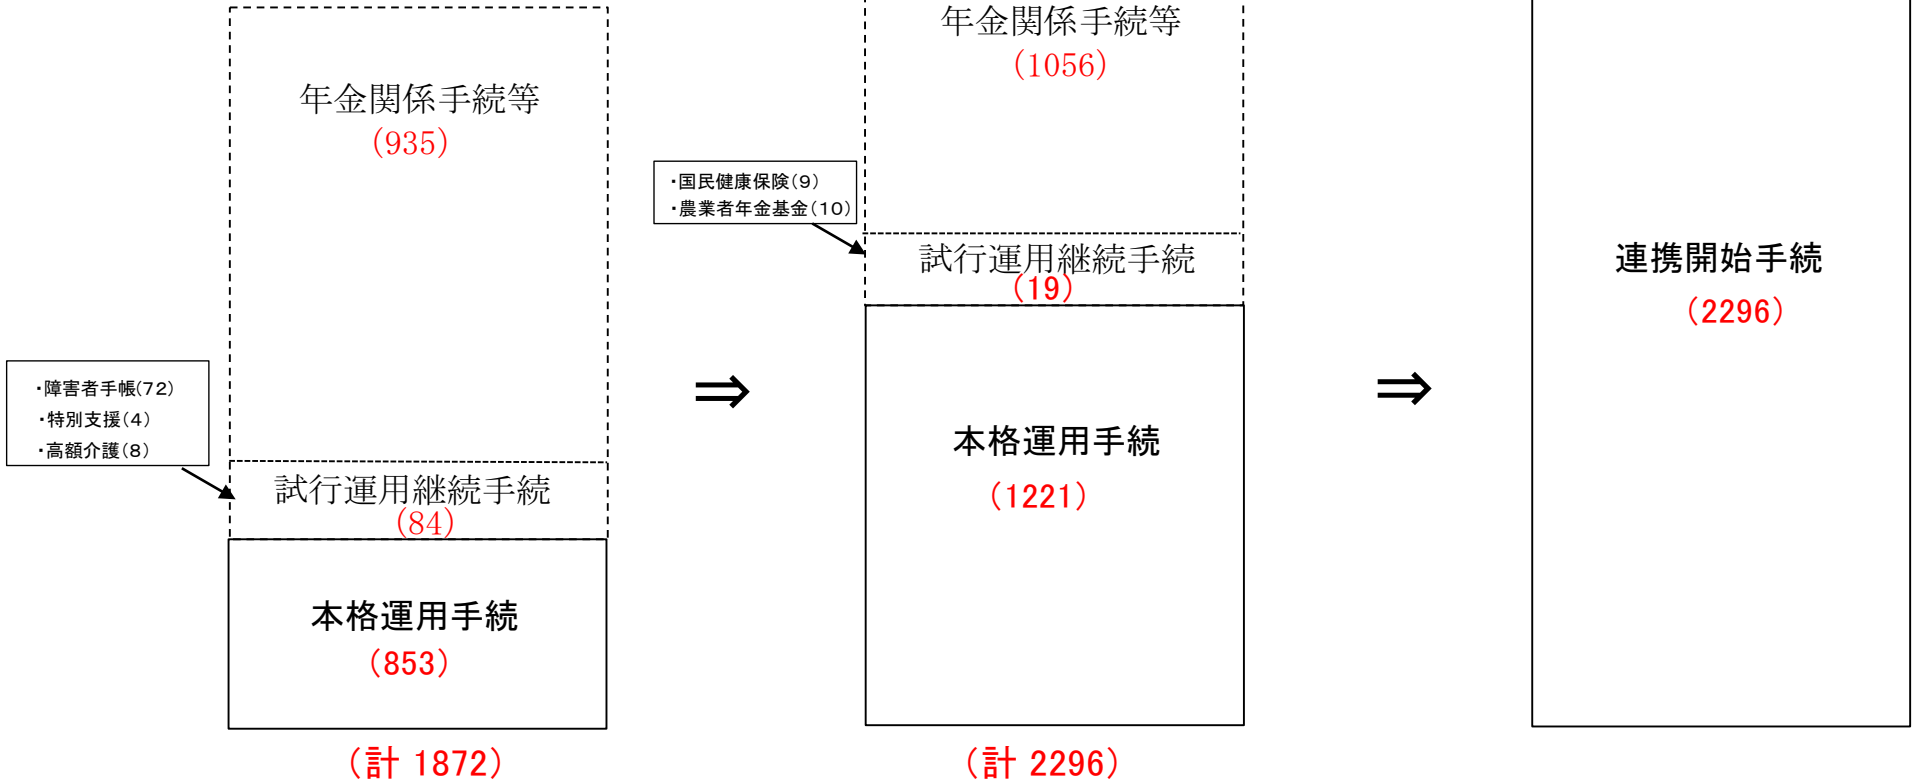 年金関係手続等
(935)
・障害者手帳(72)
・特別支援(4)
・高額介護(8)
試行運用継続手続
(84)
本格運用手続
(853)
(計 1872)
⇒
年金関係手続等
(1056)
・国民健康保険(9)
・農業者年金基金(10)
試行運用継続手続
(19)
本格運用手続
(1221)
(計 2296)
⇒
連携開始手続
(2296)